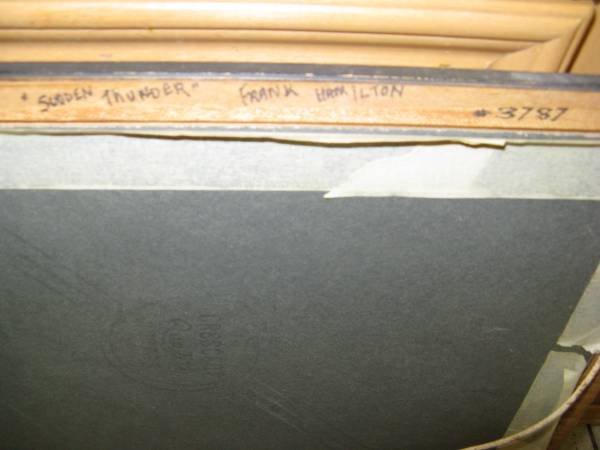 "SUDDEN THUNDER" FRANK HAMILTON # 3787